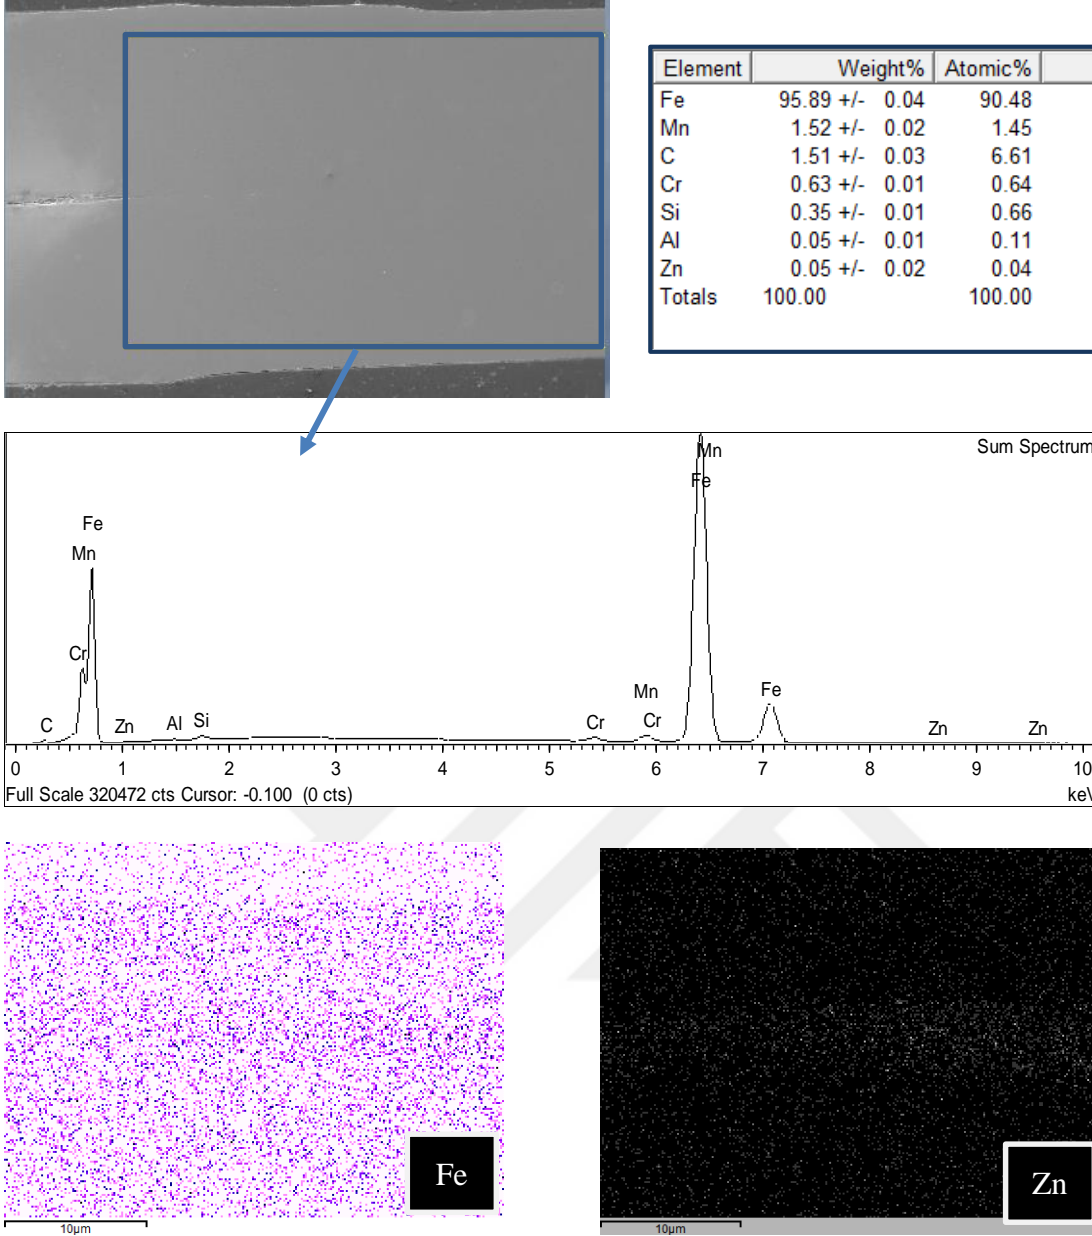 Element Weight% Atomic%
Fe 95.89 +/- 0.04 90.48
Mn 1.52 +/- 0.02 1.45
C 1.51 +/- 0.03 6.61
Cr 0.63 +/- 0.01 0.64
Si 0.35 +/- 0.01 0.66
Al 0.05 +/- 0.01 0.11
Zn 0.05 +/- 0.02 0.04
Totals 100.00 100.00
Sum Spectrum
Mn
Fe
Fe
Mn
Cr
C
Zn
Al
Si
Cr
Mn
Cr
Fe
Zn
Zn
0 1 2 3 4 5 6 7 8 9 10
Full Scale 320472 cts Cursor: -0.100 (0 cts)
keV
Fe
Zn
10µm
10µm